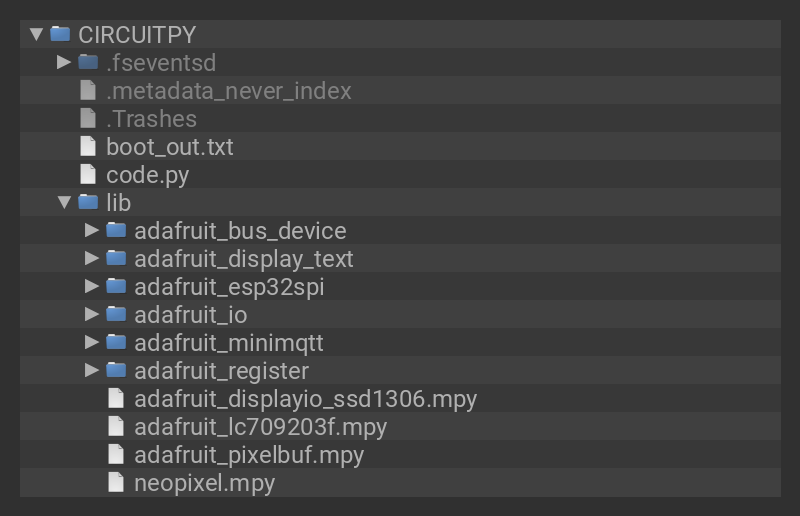 CIRCUITPY
.fseventsd
.metadata_never_index
.Trashes
boot_out.txt
code.py
lib
adafruit_bus_device
adafruit_display_text
adafruit_esp32spi
adafruit_io
adafruit_minimqtt
adafruit_register
adafruit_displayio_ssd1306.mpy
adafruit_lc709203f.mpy
adafruit_pixelbuf.mpy
neopixel.mpy